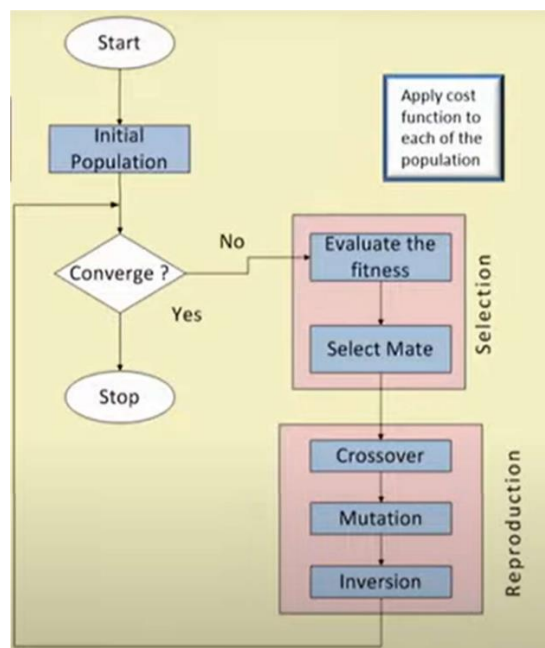 Start
Initial
Population
Apply cost
function to
each of the
population
Converge ?
No
Yes
Stop
Evaluate the
fitness
Select Mate
Selection
Crossover
Mutation
Inversion
Reproduction